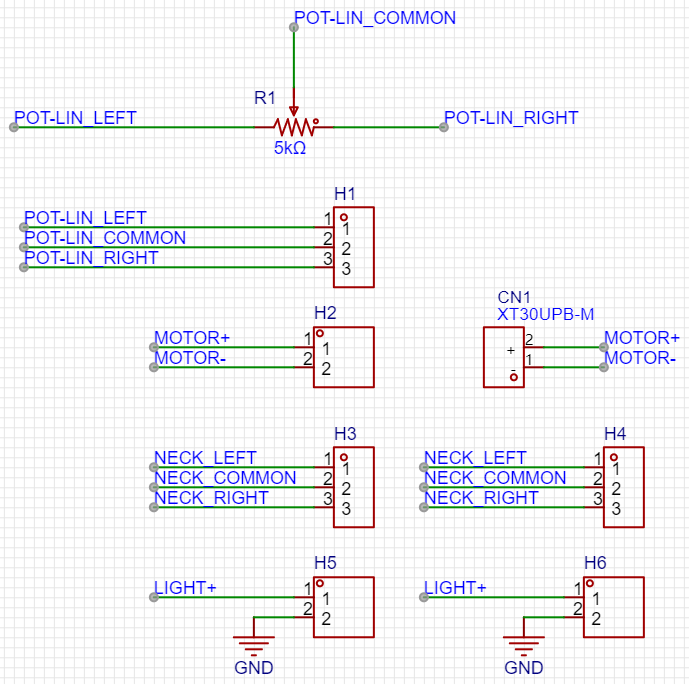 POT-LIN_COMMON
R1
POT-LIN_LEFT
POT-LIN_RIGHT
5kΩ
H1
POT-LIN_LEFT 1 1
POT-LIN_COMMON 2 2
POT-LIN_RIGHT 3 3
H2
MOTOR+ 1 1
MOTOR- 2 2
CN1
XT30UPB-M
+ 2 MOTOR+
- 1 MOTOR-
H3
NECK_LEFT 1 1
NECK_COMMON 2 2
NECK_RIGHT 3 3
H4
NECK_LEFT 1 1
NECK_COMMON 2 2
NECK_RIGHT 3 3
H5
LIGHT+ 1 1
2 2
GND
H6
LIGHT+ 1 1
2 2
GND